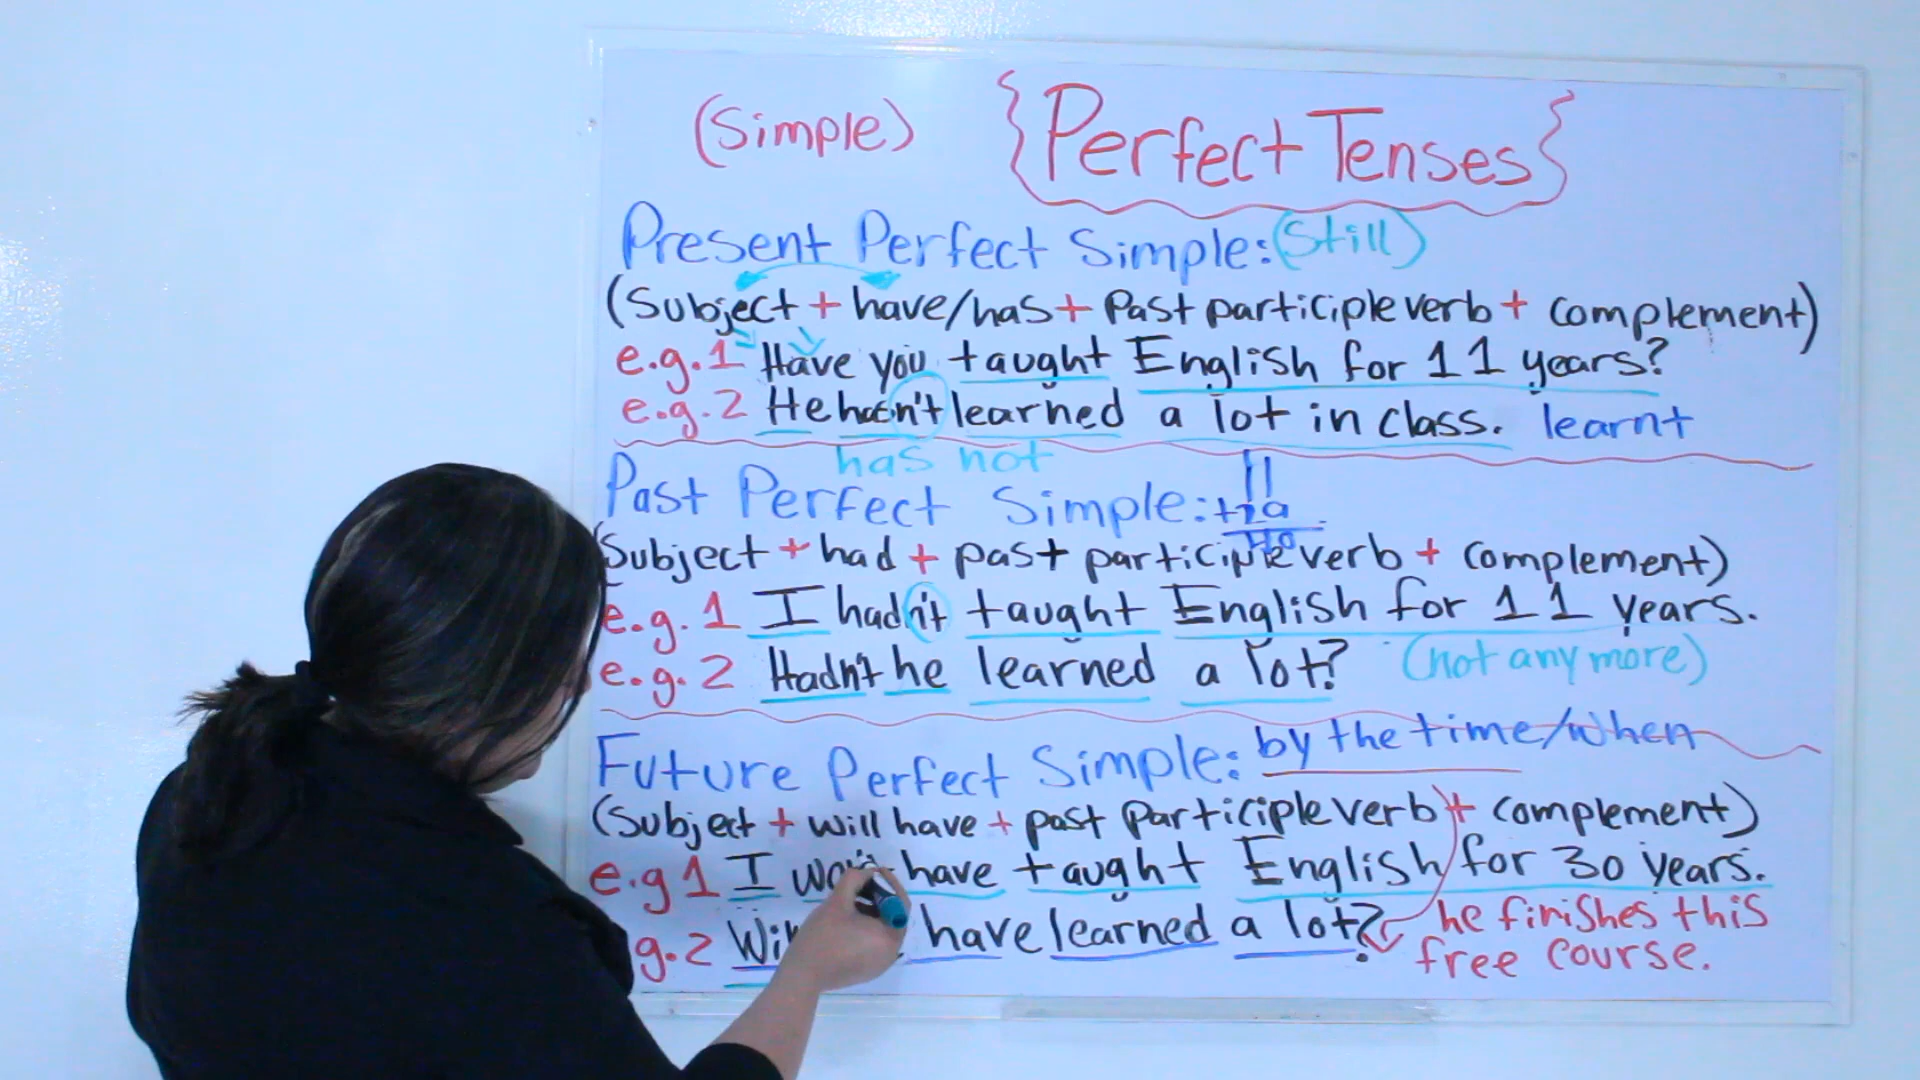 (Simple) {Perfect Tenses}
Present Perfect Simple: (Still)
(Subject + have/has + Past participle verb + complement)
e.g. 1 Have you taught English for 11 years?
e.g. 2 He hasn't learned a lot in class. learnt
has not
Past Perfect Simple:
(Subject + had + past participle verb + complement)
e.g. 1 I hadn't taught English for 11 years.
e.g. 2 Hadn't he learned a lot? (not any more)
Future Perfect Simple: by the time/when
(Subject + will have + past participle verb + complement)
e.g 1 I won't have taught English for 30 years.
g. 2 have learned a lot? he finishes this
free course.